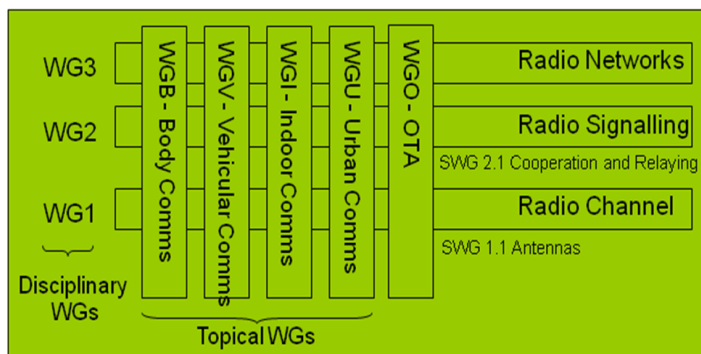 WG3
Radio Networks
WG2
Radio Signalling
SWG 2.1 Cooperation and Relaying
WG1
Radio Channel
SWG 1.1 Antennas
WGB - Body Comms
WGV - Vehicular Comms
WGI - Indoor Comms
WGU - Urban Comms
WGO - OTA
Disciplinary
WGs
Topical WGs